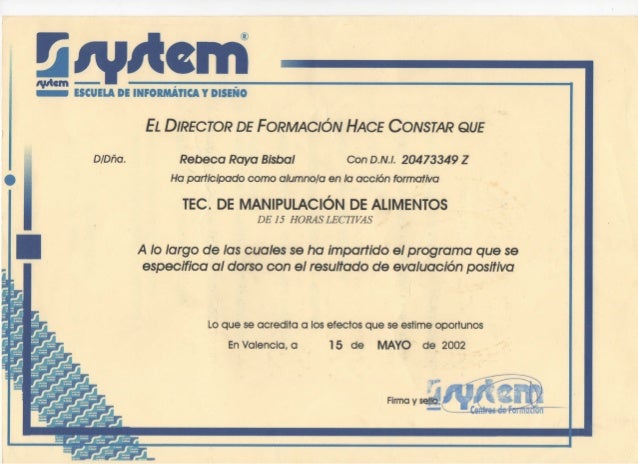 System®
system
ESCUELA DE INFORMÁTICA Y DISEÑO
EL DIRECTOR DE FORMACIÓN HACE CONSTAR QUE
D/Dña. Rebeca Raya Bisbal Con D.N.I. 20473349 Z
Ha participado como alumno/a en la acción formativa
TEC. DE MANIPULACIÓN DE ALIMENTOS
DE 15 HORAS LECTIVAS
A lo largo de las cuales se ha impartido el programa que se
especifica al dorso con el resultado de evaluación positiva
Lo que se acredita a los efectos que se estime oportunos
En Valencia, a 15 de MAYO de 2002
Firma y sello
System
Centros de Formación